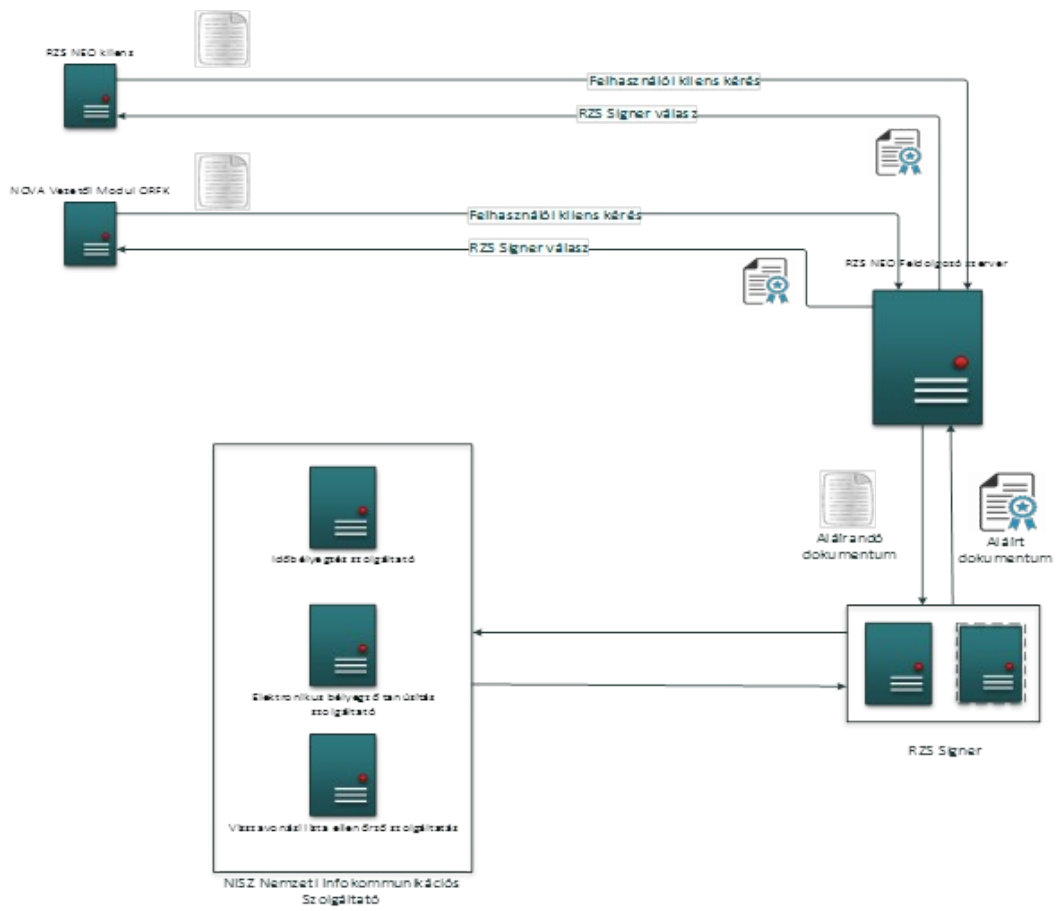 RZS NEO kliens
Felhasználói kliens kérés
RZS Signer válasz
NOVA Vezetői Modul ORFK
Felhasználói kliens kérés
RZS Signer válasz
RZS NEO Feldolgozó szerver
Aláírandó
dokumentum
Aláírt
dokumentum
Időbélyegzés szolgáltató
Elektronikus bélyegző tanúsítás
szolgáltató
Visszavonási lista ellenőrző szolgáltatás
RZS Signer
NISZ Nemzeti Infokommunikációs
Szolgáltató